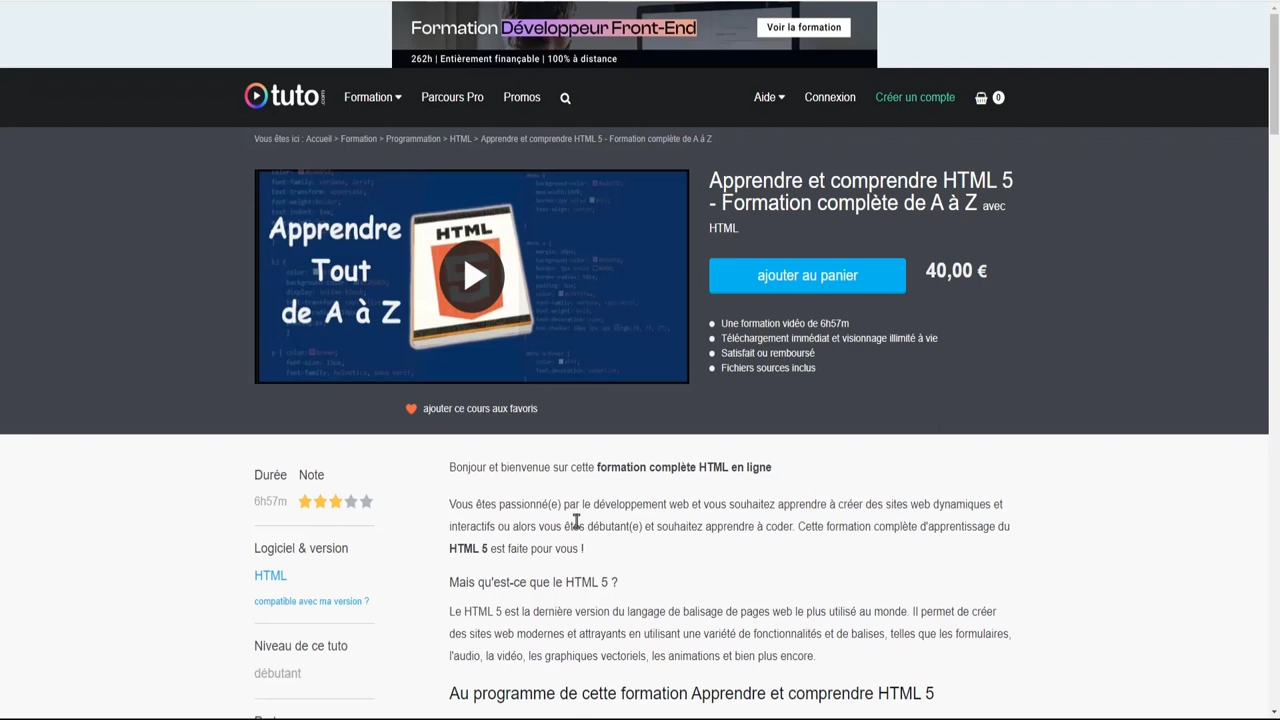 Formation Développeur Front-End
Voir la formation
262h | Entièrement finançable | 100% à distance
tuto.com
Formation
Parcours Pro
Promos
Aide
Connexion
Créer un compte
0
Vous êtes ici : Accueil > Formation > Programmation > HTML > Apprendre et comprendre HTML 5 - Formation complète de A à Z
Apprendre
Tout
de A à Z
HTML
5
Apprendre et comprendre HTML 5
- Formation complète de A à Z avec
HTML
ajouter au panier
40,00 €
Une formation vidéo de 6h57m
Téléchargement immédiat et visionnage illimité à vie
Satisfait ou remboursé
Fichiers sources inclus
ajouter ce cours aux favoris
Durée Note
6h57m
Logiciel & version
HTML
compatible avec ma version ?
Niveau de ce tuto
débutant
Bonjour et bienvenue sur cette formation complète HTML en ligne
Vous êtes passionné(e) par le développement web et vous souhaitez apprendre à créer des sites web dynamiques et
interactifs ou alors vous êtes débutant(e) et souhaitez apprendre à coder. Cette formation complète d'apprentissage du
HTML 5 est faite pour vous !
Mais qu'est-ce que le HTML 5 ?
Le HTML 5 est la dernière version du langage de balisage de pages web le plus utilisé au monde. Il permet de créer
des sites web modernes et attrayants en utilisant une variété de fonctionnalités et de balises, telles que les formulaires,
l'audio, la vidéo, les graphiques vectoriels, les animations et bien plus encore.
Au programme de cette formation Apprendre et comprendre HTML 5